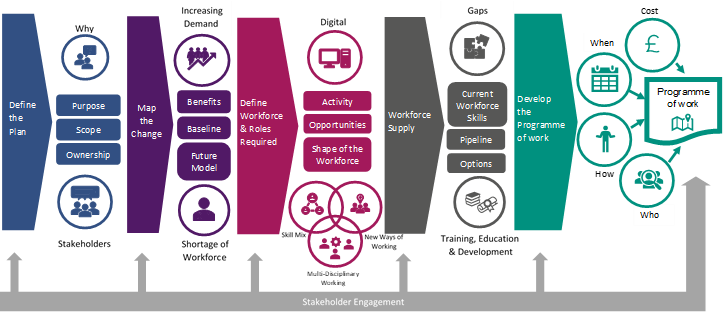 Define
the Plan
Why
Purpose
Scope
Ownership
Stakeholders
Map
the
Change
Increasing
Demand
Benefits
Baseline
Future
Model
Shortage of
Workforce
Define
Workforce
& Roles
Required
Digital
Activity
Opportunities
Shape of the
Workforce
Skill Mix
New Ways of
Working
Multi-Disciplinary
Working
Workforce
Supply
Gaps
Current
Workforce
Skills
Pipeline
Options
Training, Education
& Development
Develop
the
Programme
of work
When
Cost
£
How
Who
Programme
of work
Stakeholder Engagement